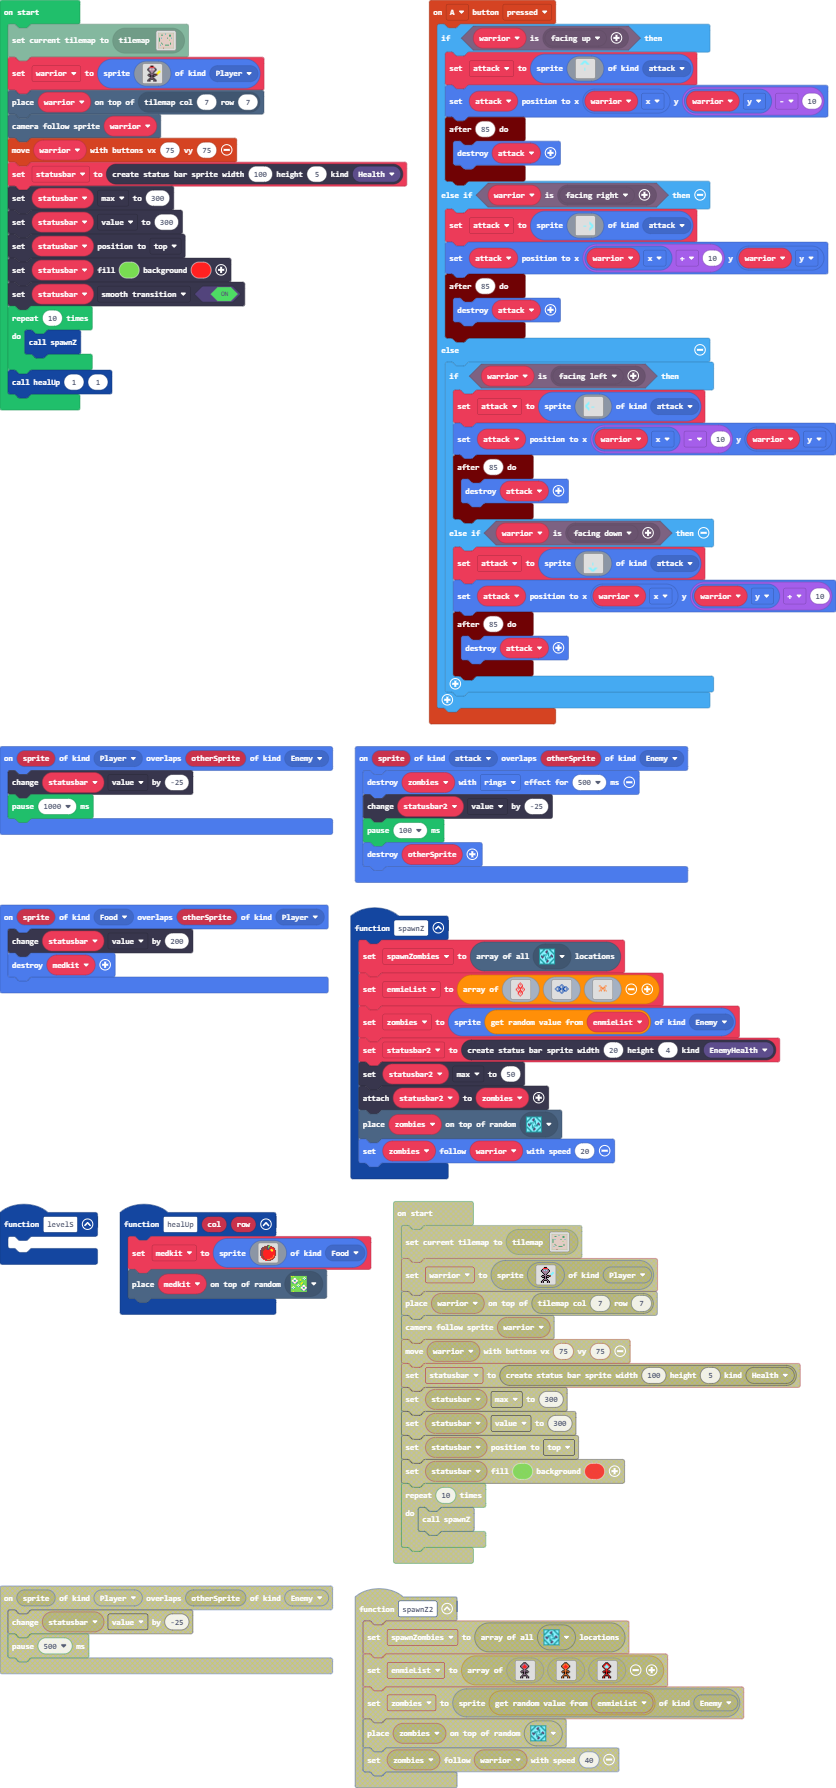 on start
set current tilemap to tilemap
set warrior to sprite of kind Player
place warrior on top of tilemap col 7 row 7
camera follow sprite warrior
move warrior with buttons vx 75 vy 75
set statusbar to create status bar sprite width 100 height 5 kind Health
set statusbar max to 300
set statusbar value to 300
set statusbar position to top
set statusbar fill background
set statusbar smooth transition ON
repeat 10 times
do call spawnZ
call healUp 1 1
on A button pressed
if warrior is facing up then
set attack to sprite of kind attack
set attack position to x warrior x y warrior y - 10
after 85 do
destroy attack
else if warrior is facing right then
set attack to sprite of kind attack
set attack position to x warrior x + 10 y warrior y
after 85 do
destroy attack
else
if warrior is facing left then
set attack to sprite of kind attack
set attack position to x warrior x - 10 y warrior y
after 85 do
destroy attack
else if warrior is facing down then
set attack to sprite of kind attack
set attack position to x warrior x y warrior y + 10
after 85 do
destroy attack
on sprite of kind Player overlaps otherSprite of kind Enemy
change statusbar value by -25
pause 1000 ms
on sprite of kind attack overlaps otherSprite of kind Enemy
destroy zombies with rings effect for 500 ms
change statusbar2 value by -25
pause 100 ms
destroy otherSprite
on sprite of kind Food overlaps otherSprite of kind Player
change statusbar value by 200
destroy medkit
function spawnZ
set spawnZombies to array of all locations
set enmieList to array of
set zombies to sprite get random value from enmieList of kind Enemy
set statusbar2 to create status bar sprite width 20 height 4 kind EnemyHealth
set statusbar2 max to 50
attach statusbar2 to zombies
place zombies on top of random
set zombies follow warrior with speed 20
function levelS
function healUp col row
set medkit to sprite of kind Food
place medkit on top of random
on start
set current tilemap to tilemap
set warrior to sprite of kind Player
place warrior on top of tilemap col 7 row 7
camera follow sprite warrior
move warrior with buttons vx 75 vy 75
set statusbar to create status bar sprite width 100 height 5 kind Health
set statusbar max to 300
set statusbar value to 300
set statusbar position to top
set statusbar fill background
repeat 10 times
do call spawnZ
on sprite of kind Player overlaps otherSprite of kind Enemy
change statusbar value by -25
pause 500 ms
function spawnZ2
set spawnZombies to array of all locations
set enmieList to array of
set zombies to sprite get random value from enmieList of kind Enemy
place zombies on top of random
set zombies follow warrior with speed 40